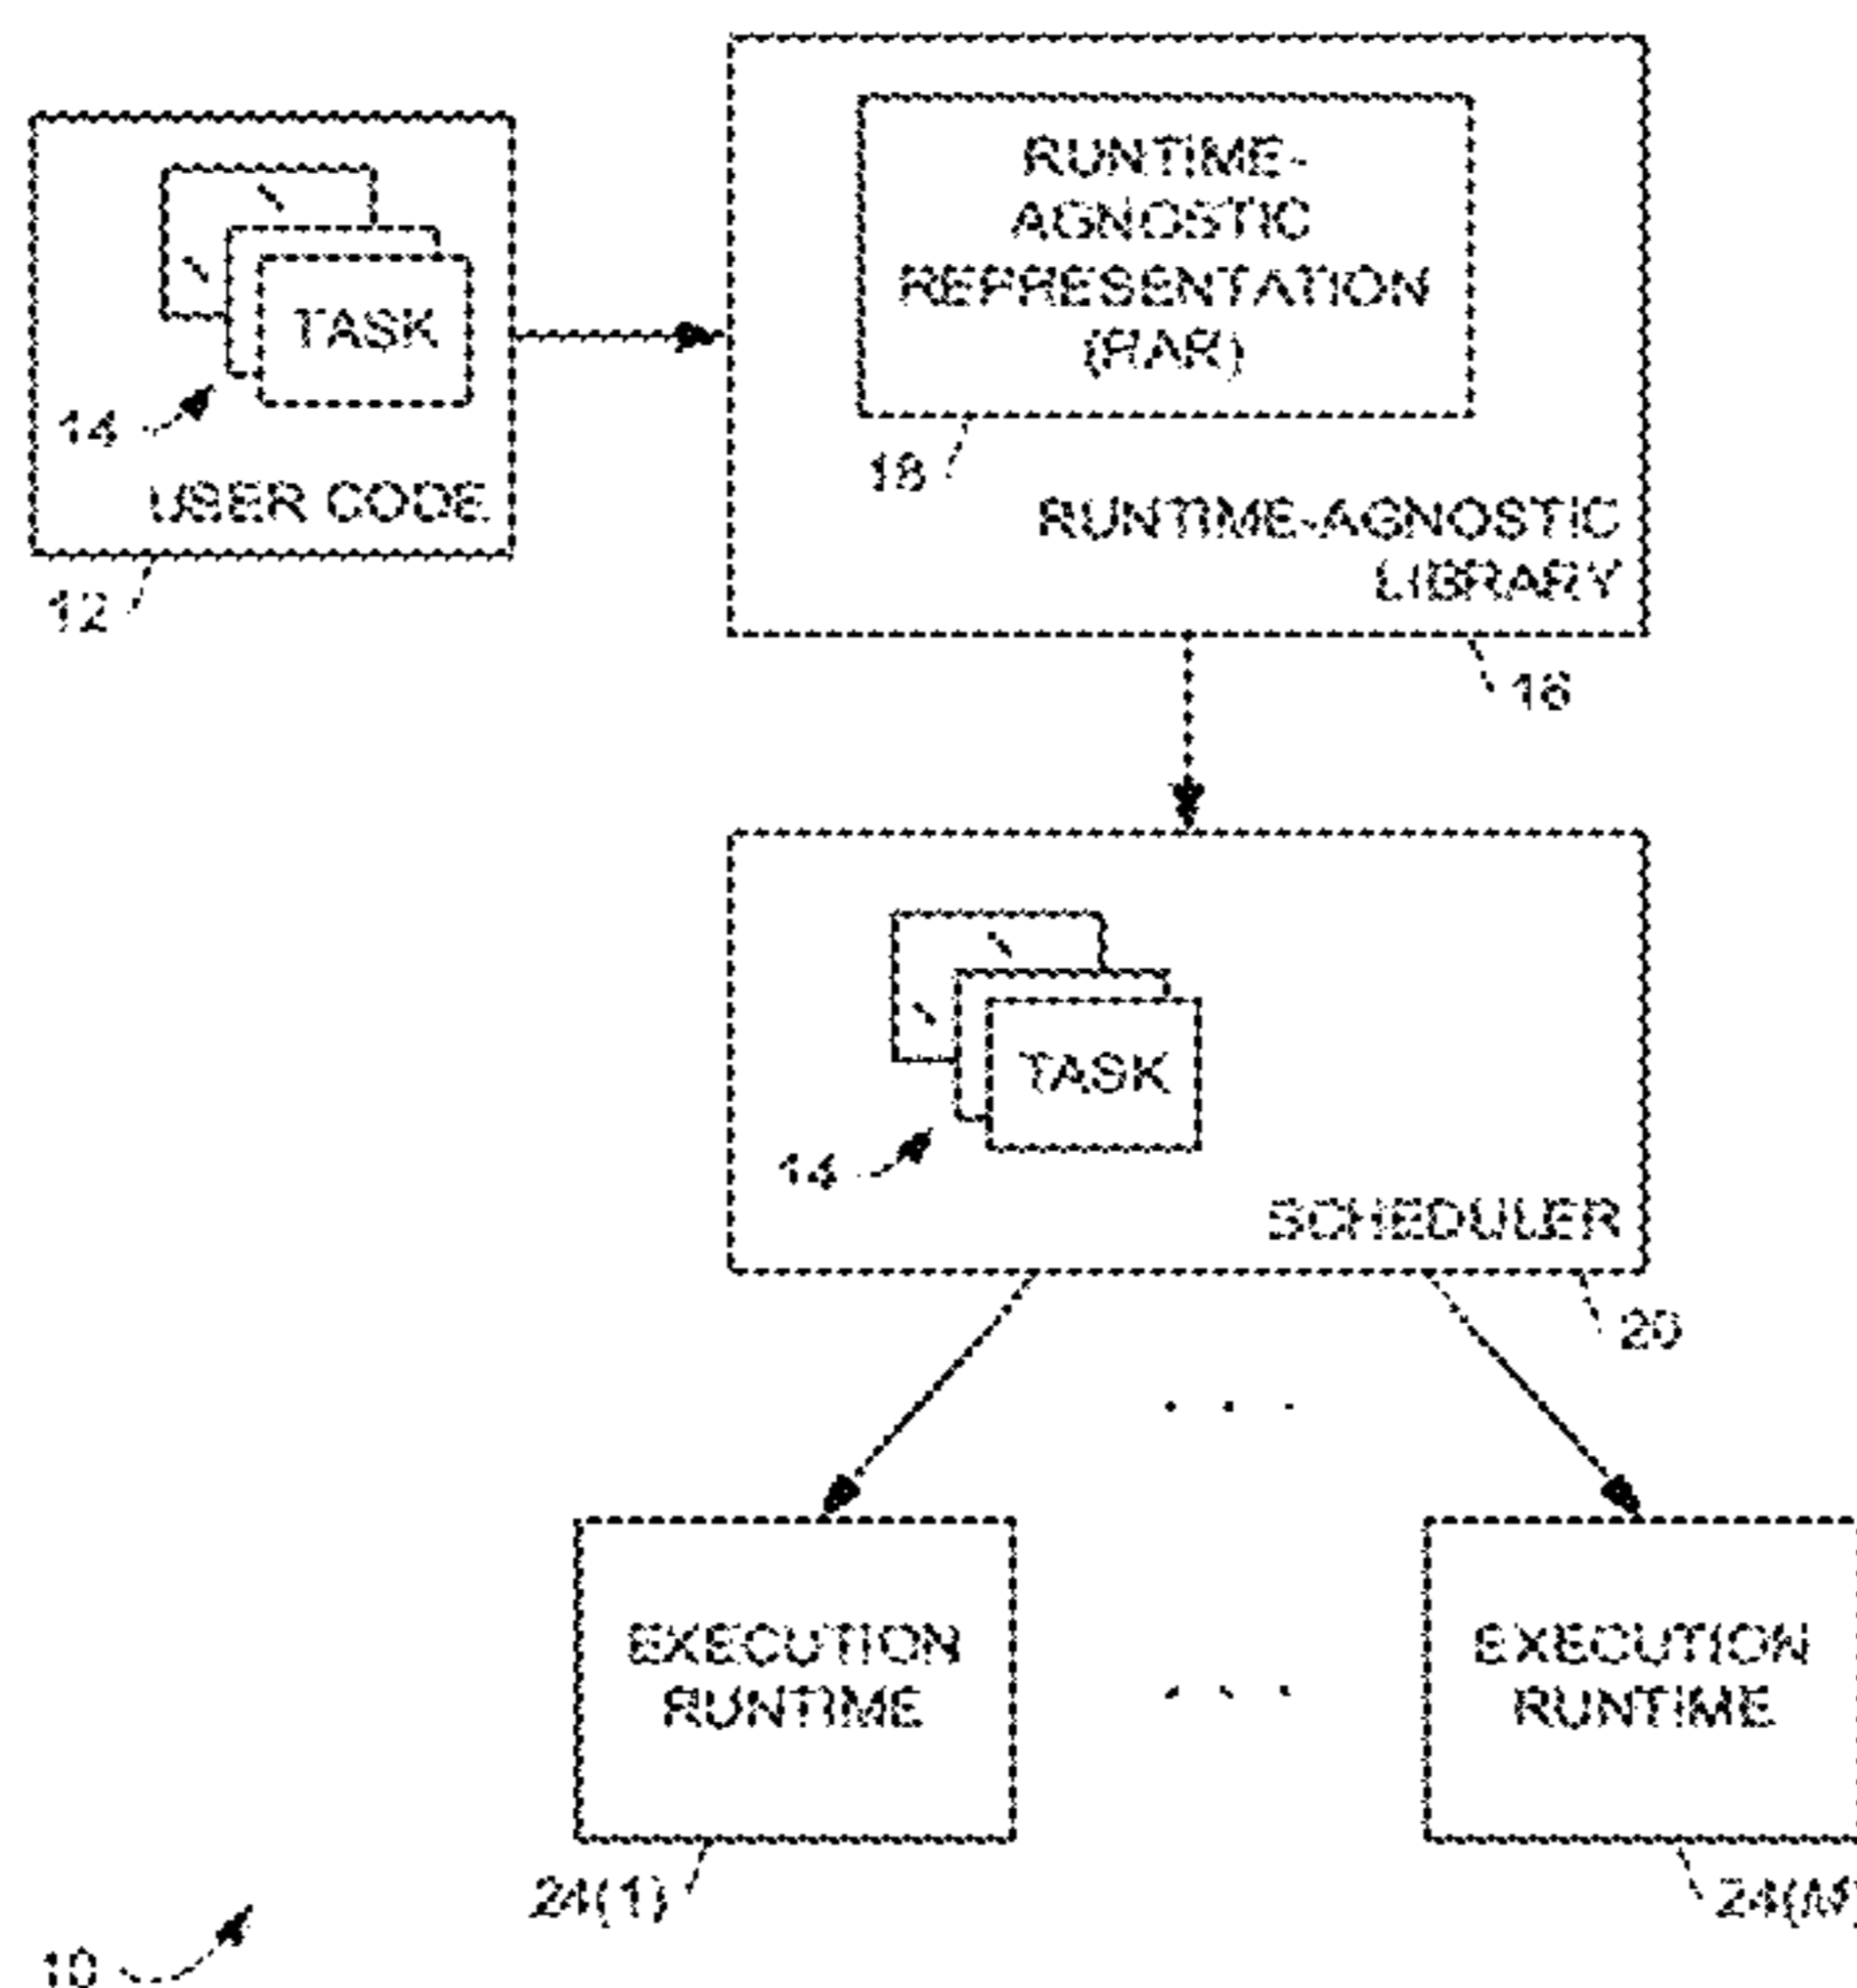 RUNTIME-
AGNOSTIC
REPRESENTATION
(RAR)
TASK
14
USER CODE
12
18
RUNTIME-AGNOSTIC
LIBRARY
16
TASK
14
SCHEDULER
20
. . .
EXECUTION
RUNTIME
. . .
EXECUTION
RUNTIME
24(1)
24(M)
10